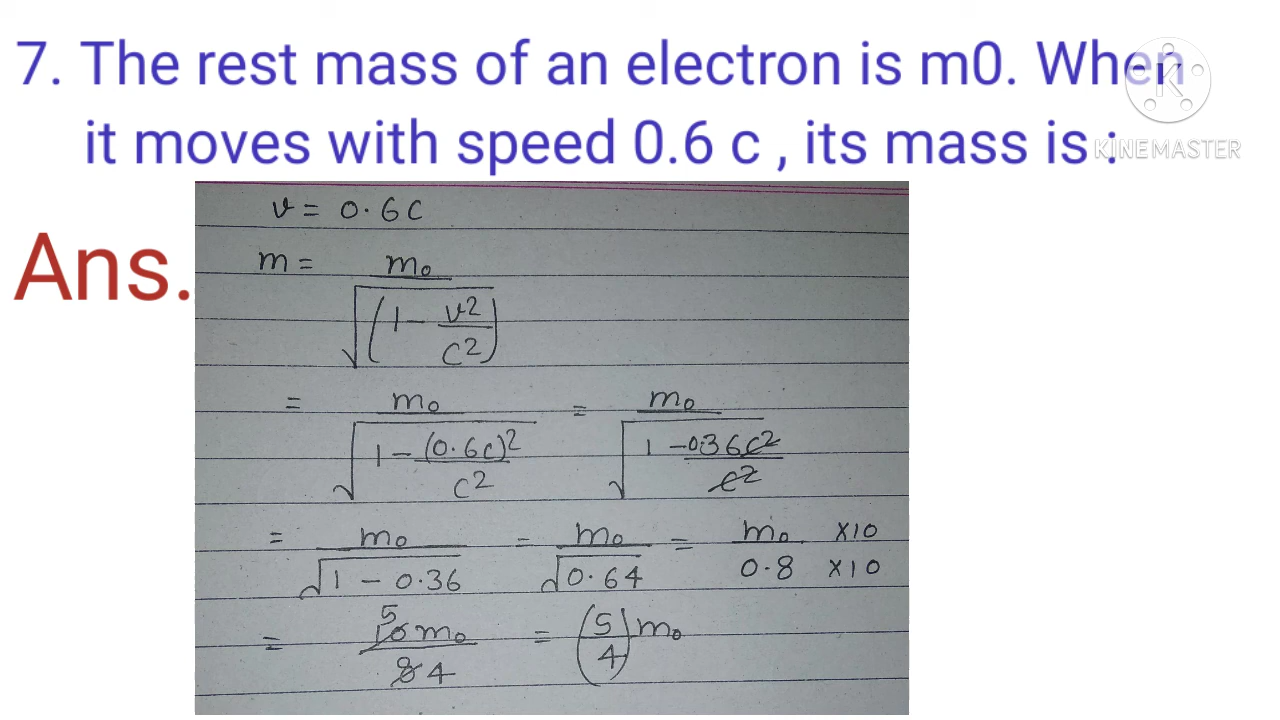 7. The rest mass of an electron is m0. When
it moves with speed 0.6 c , its mass is :
KINEMASTER
Ans.
v = 0.6c
m = m₀ / √(1 - v²/c²)
= m₀ / √(1 - (0.6c)²/c²) = m₀ / √(1 - 0.36c²/c²)
= m₀ / √(1 - 0.36) = m₀ / √0.64 = m₀ ×10 / 0.8 ×10
= 5 10 m₀ / 8 4 = (5/4) m₀